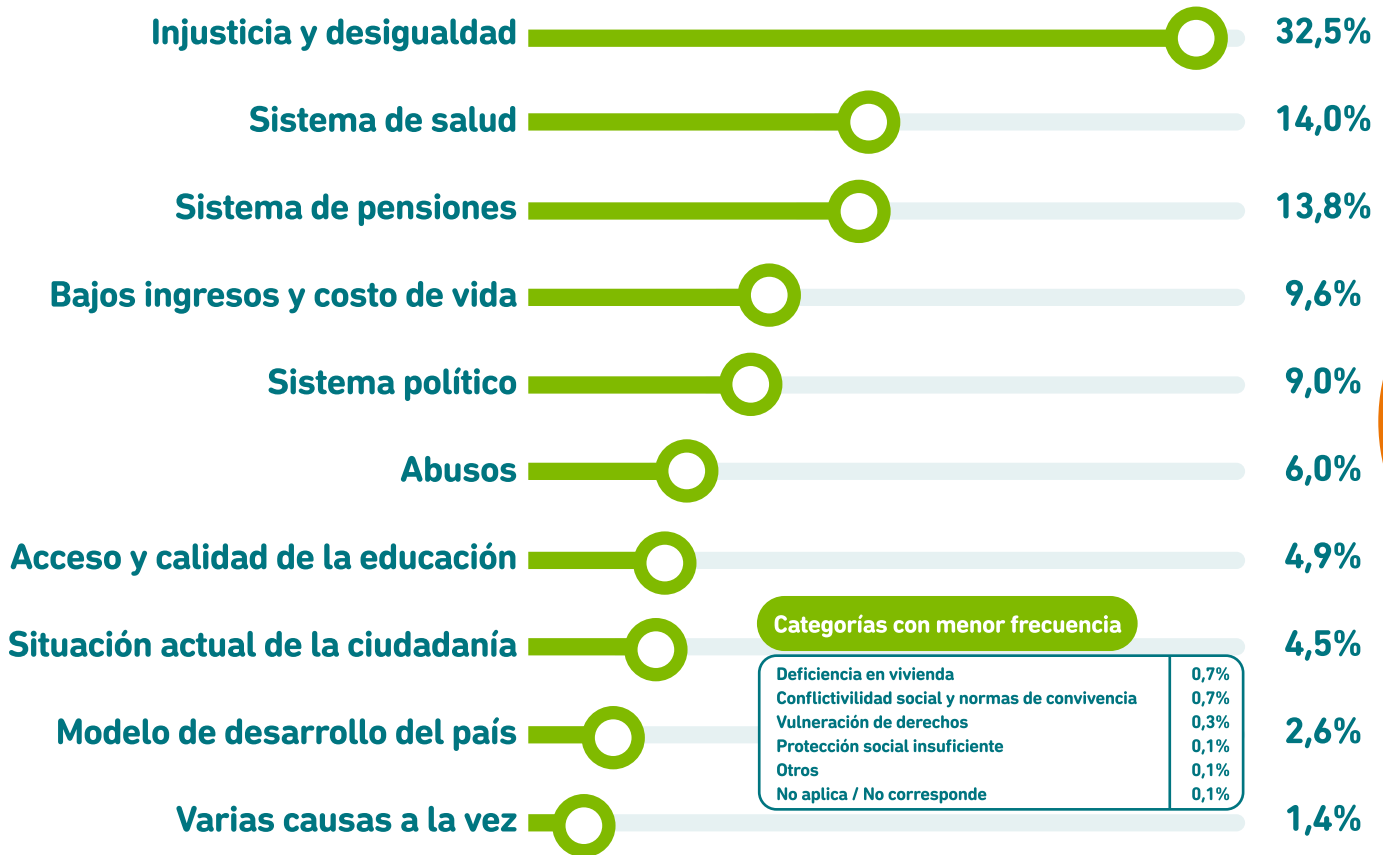 Injusticia y desigualdad 32,5%
Sistema de salud 14,0%
Sistema de pensiones 13,8%
Bajos ingresos y costo de vida 9,6%
Sistema político 9,0%
Abusos 6,0%
Acceso y calidad de la educación 4,9%
Situación actual de la ciudadanía 4,5%
Modelo de desarrollo del país 2,6%
Varias causas a la vez 1,4%
Categorías con menor frecuencia
Deficiencia en vivienda 0,7%
Conflictivilidad social y normas de convivencia 0,7%
Vulneración de derechos 0,3%
Protección social insuficiente 0,1%
Otros 0,1%
No aplica / No corresponde 0,1%